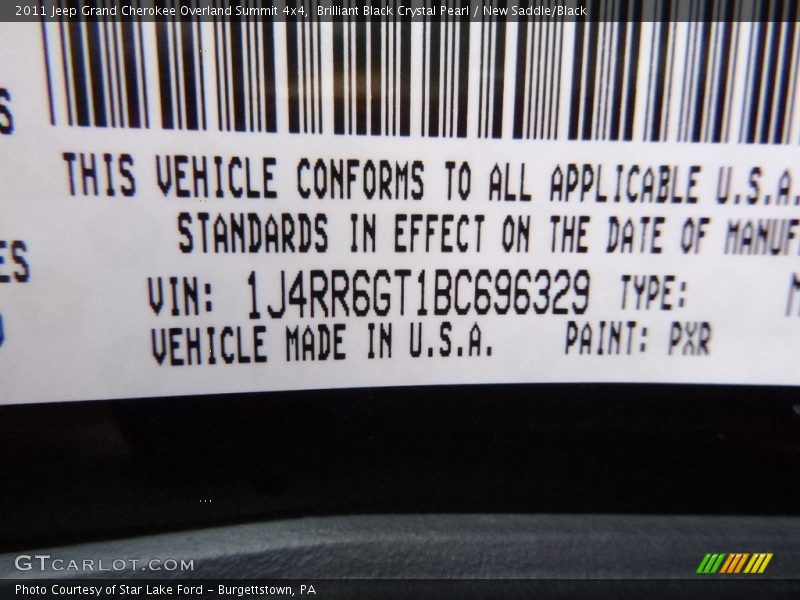 2011 Jeep Grand Cherokee Overland Summit 4x4, Brilliant Black Crystal Pearl / New Saddle/Black
THIS VEHICLE CONFORMS TO ALL APPLICABLE U.S.A.
STANDARDS IN EFFECT ON THE DATE OF MANUF
ES
VIN: 1J4RR6GT1BC696329 TYPE: M
VEHICLE MADE IN U.S.A. PAINT: PXR
GTCARLOT.COM
Photo Courtesy of Star Lake Ford - Burgettstown, PA